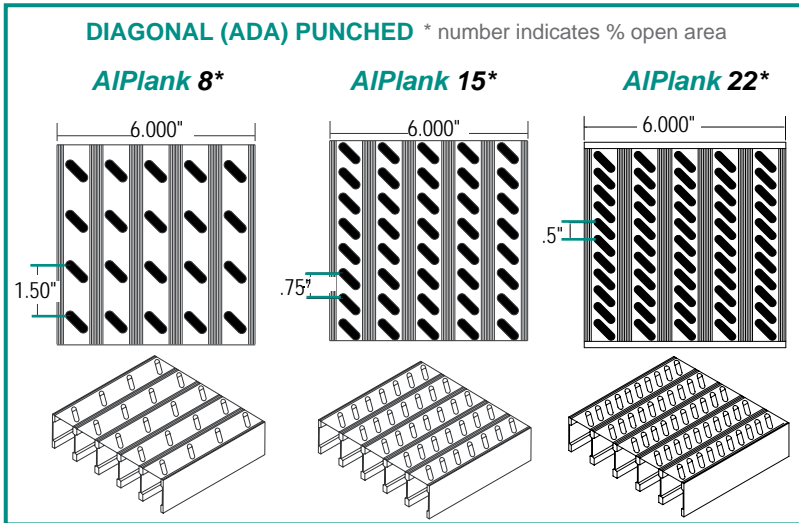 DIAGONAL (ADA) PUNCHED * number indicates % open area
AlPlank 8* AlPlank 15* AlPlank 22*
6.000" 6.000" 6.000"
1.50" .75" .5"